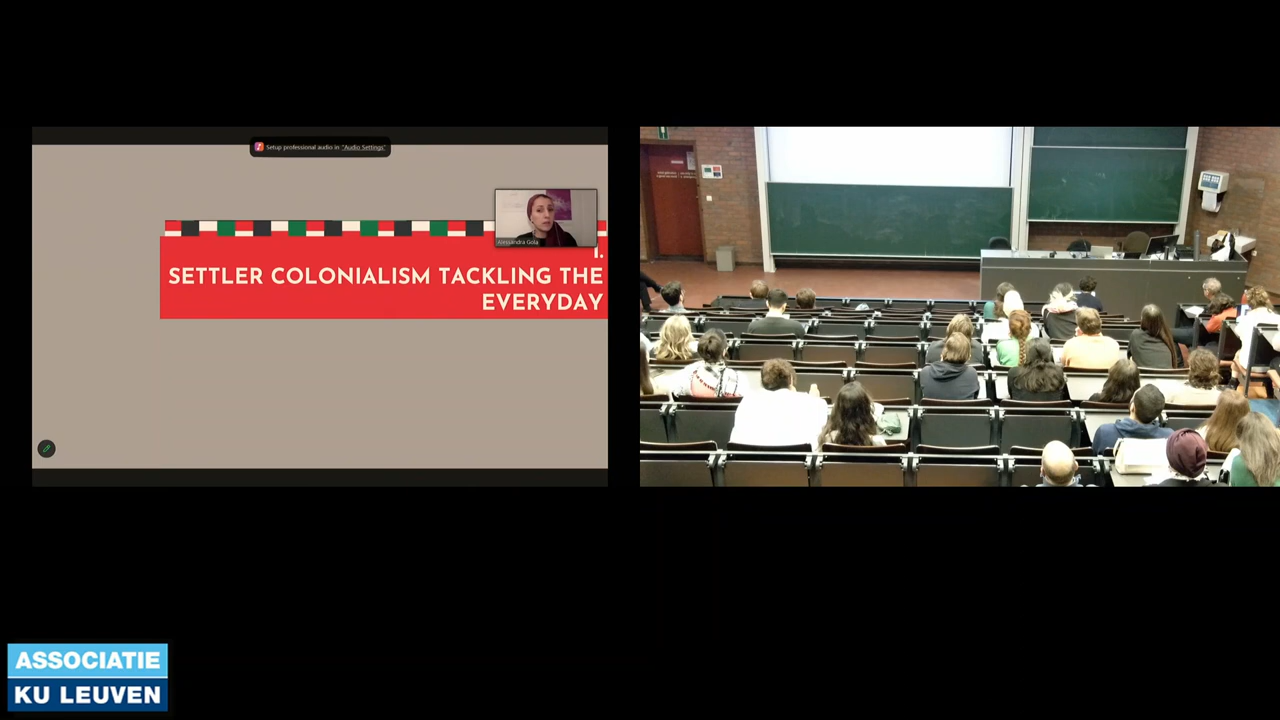 Setup professional audio in "Audio Settings"
Alessandra Gola
I.
SETTLER COLONIALISM TACKLING THE
EVERYDAY
ASSOCIATIE
KU LEUVEN